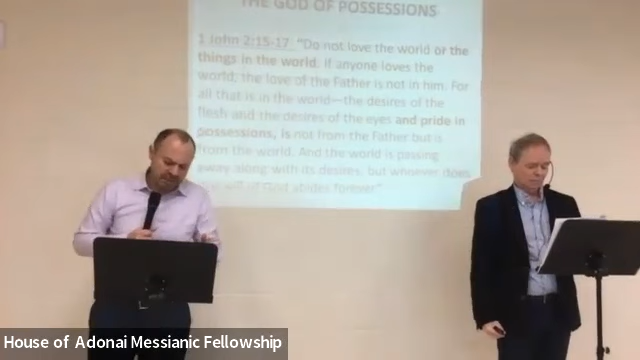 THE GOD OF POSSESSIONS
1 John 2:15-17 "Do not love the world or the
things in the world. If anyone loves the
world, the love of the Father is not in him. For
all that is in the world—the desires of the
flesh and the desires of the eyes and pride in
possessions, is not from the Father but is
from the world. And the world is passing
away along with its desires, but whoever does
will of God abides forever"
House of Adonai Messianic Fellowship